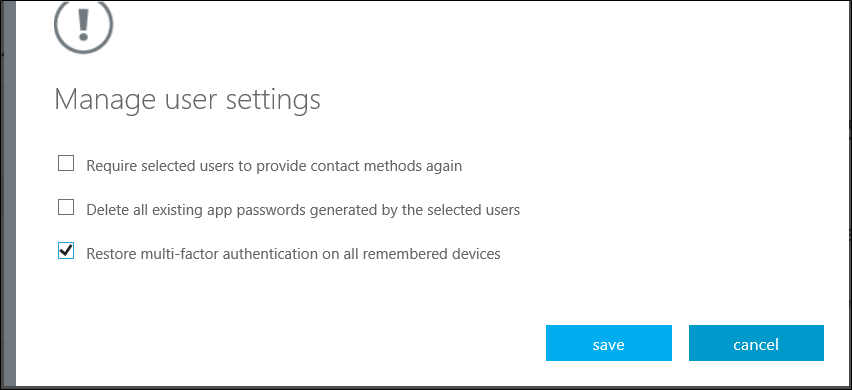 Manage user settings
Require selected users to provide contact methods again
Delete all existing app passwords generated by the selected users
Restore multi-factor authentication on all remembered devices
save cancel